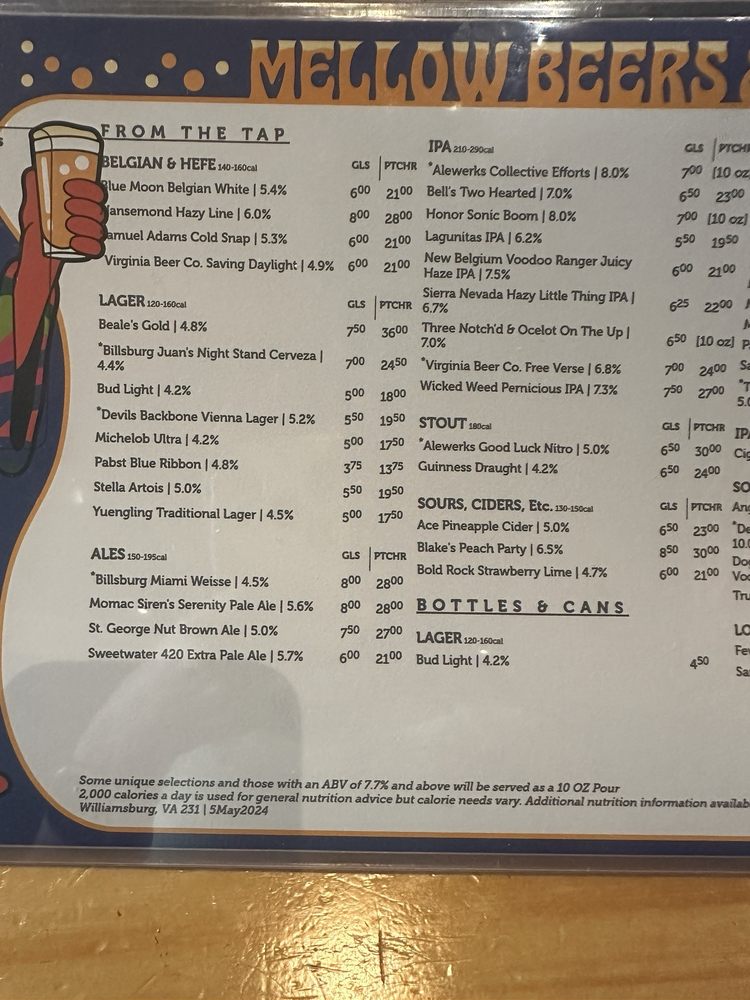 MELLOW BEERS
FROM THE TAP
BELGIAN & HEFE 140-160cal GLS | PTCHR
Blue Moon Belgian White | 5.4% 600 2100
Nansemond Hazy Line | 6.0% 800 2800
Samuel Adams Cold Snap | 5.3% 600 2100
Virginia Beer Co. Saving Daylight | 4.9% 600 2100
LAGER 120-160cal GLS | PTCHR
Beale's Gold | 4.8% 750 3600
*Billsburg Juan's Night Stand Cerveza |
4.4% 700 2450
Bud Light | 4.2% 500 1800
*Devils Backbone Vienna Lager | 5.2% 550 1950
Michelob Ultra | 4.2% 500 1750
Pabst Blue Ribbon | 4.8% 375 1375
Stella Artois | 5.0% 550 1950
Yuengling Traditional Lager | 4.5% 500 1750
ALES 150-195cal GLS | PTCHR
*Billsburg Miami Weisse | 4.5% 800 2800
Momac Siren's Serenity Pale Ale | 5.6% 800 2800
St. George Nut Brown Ale | 5.0% 750 2700
Sweetwater 420 Extra Pale Ale | 5.7% 600 2100
IPA 210-290cal GLS | PTCHR
*Alewerks Collective Efforts | 8.0% 700 [10 oz
Bell's Two Hearted | 7.0% 650 2300
Honor Sonic Boom | 8.0% 700 [10 oz]
Lagunitas IPA | 6.2% 550 1950
New Belgium Voodoo Ranger Juicy
Haze IPA | 7.5% 600 2100
Sierra Nevada Hazy Little Thing IPA |
6.7% 625 2200
Three Notch'd & Ocelot On The Up |
7.0% 650 [10 oz]
*Virginia Beer Co. Free Verse | 6.8% 700 2400
Wicked Weed Pernicious IPA | 7.3% 750 2700
STOUT 180cal GLS | PTCHR
*Alewerks Good Luck Nitro | 5.0% 650 3000
Guinness Draught | 4.2% 650 2400
SOURS, CIDERS, Etc. 130-150cal GLS | PTCHR
Ace Pineapple Cider | 5.0% 650 2300
Blake's Peach Party | 6.5% 850 3000
Bold Rock Strawberry Lime | 4.7% 600 2100
BOTTLES & CANS
LAGER 120-160cal
Bud Light | 4.2% 450
Some unique selections and those with an ABV of 7.7% and above will be served as a 10 OZ Pour
2,000 calories a day is used for general nutrition advice but calorie needs vary. Additional nutrition information availab
Williamsburg, VA 231 | 5May2024